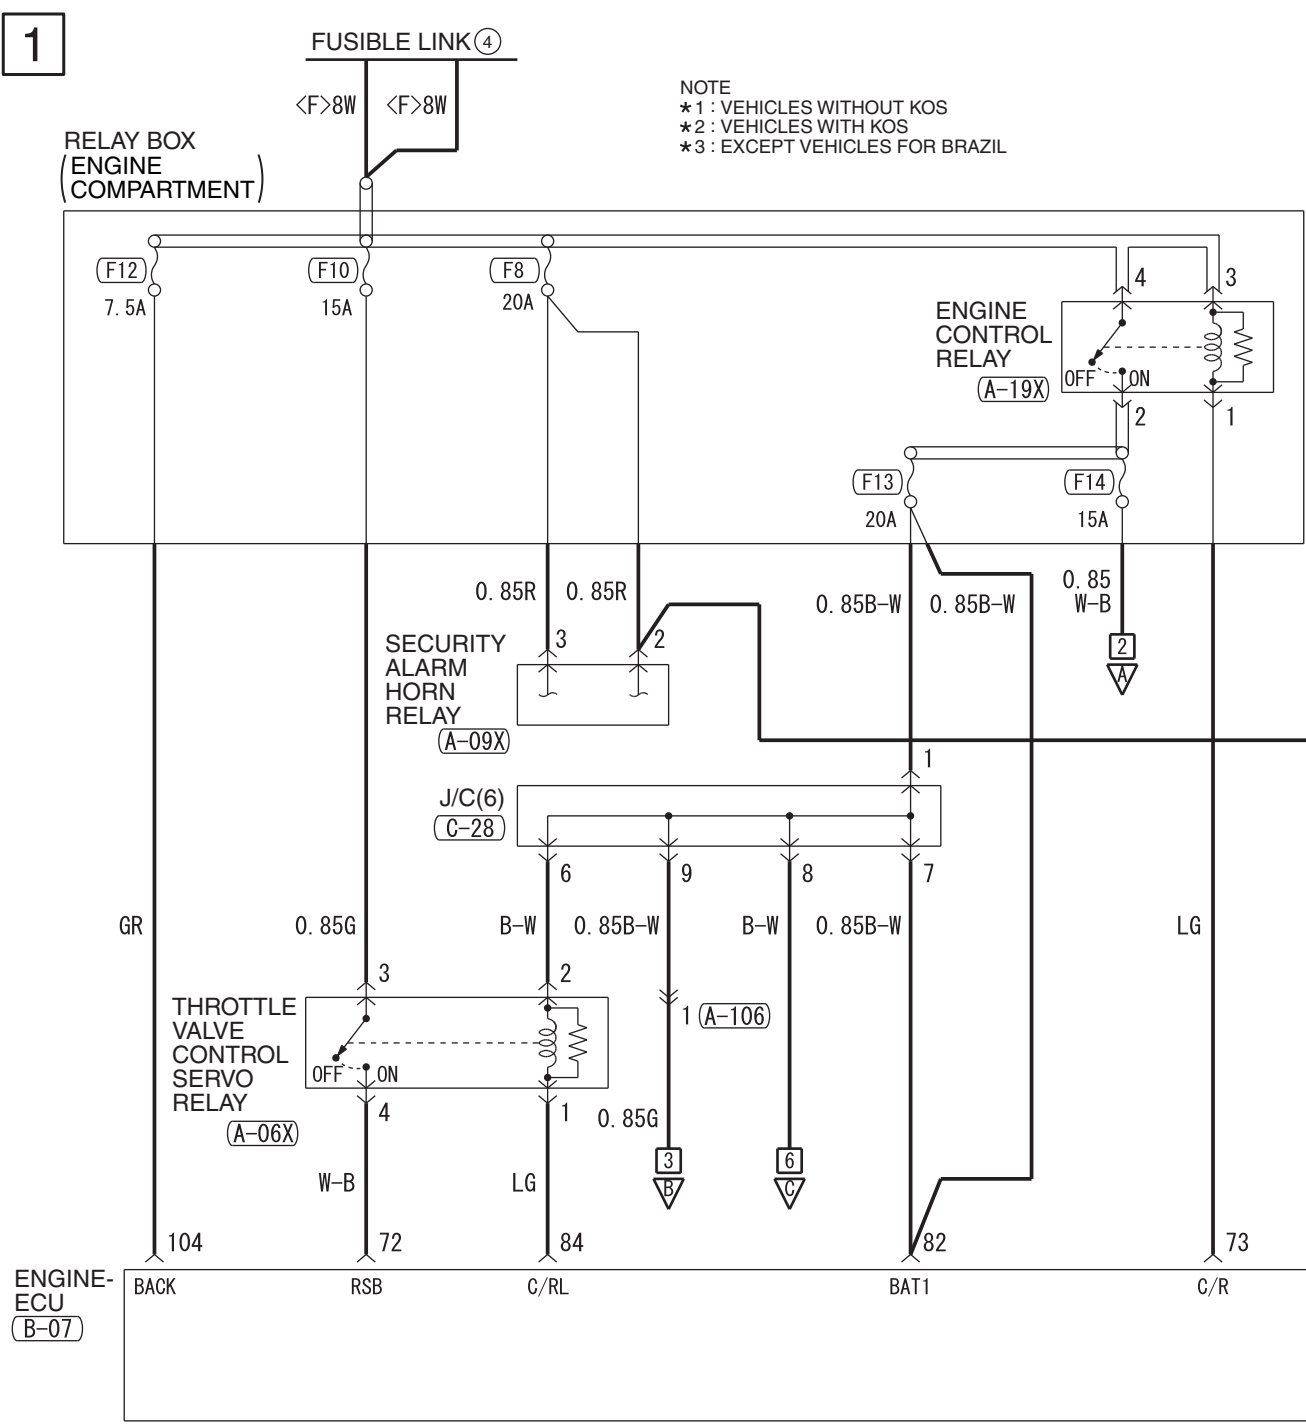 1
FUSIBLE LINK 4
<F>8W <F>8W
NOTE
*1 : VEHICLES WITHOUT KOS
*2 : VEHICLES WITH KOS
*3 : EXCEPT VEHICLES FOR BRAZIL
RELAY BOX
(ENGINE
COMPARTMENT)
F12
7.5A
F10
15A
F8
20A
4
3
ENGINE
CONTROL
RELAY
A-19X
OFF
ON
2
1
F13
20A
F14
15A
0.85R
0.85R
0.85B-W
0.85B-W
0.85
W-B
2
A
SECURITY
ALARM
HORN
RELAY
A-09X
3
2
1
J/C(6)
C-28
6
9
8
7
GR
0.85G
B-W
0.85B-W
B-W
0.85B-W
LG
3
2
1
A-106
THROTTLE
VALVE
CONTROL
SERVO
RELAY
A-06X
OFF
ON
4
1
0.85G
W-B
LG
3
B
6
C
104
72
84
82
73
ENGINE-
ECU
B-07
BACK
RSB
C/RL
BAT1
C/R